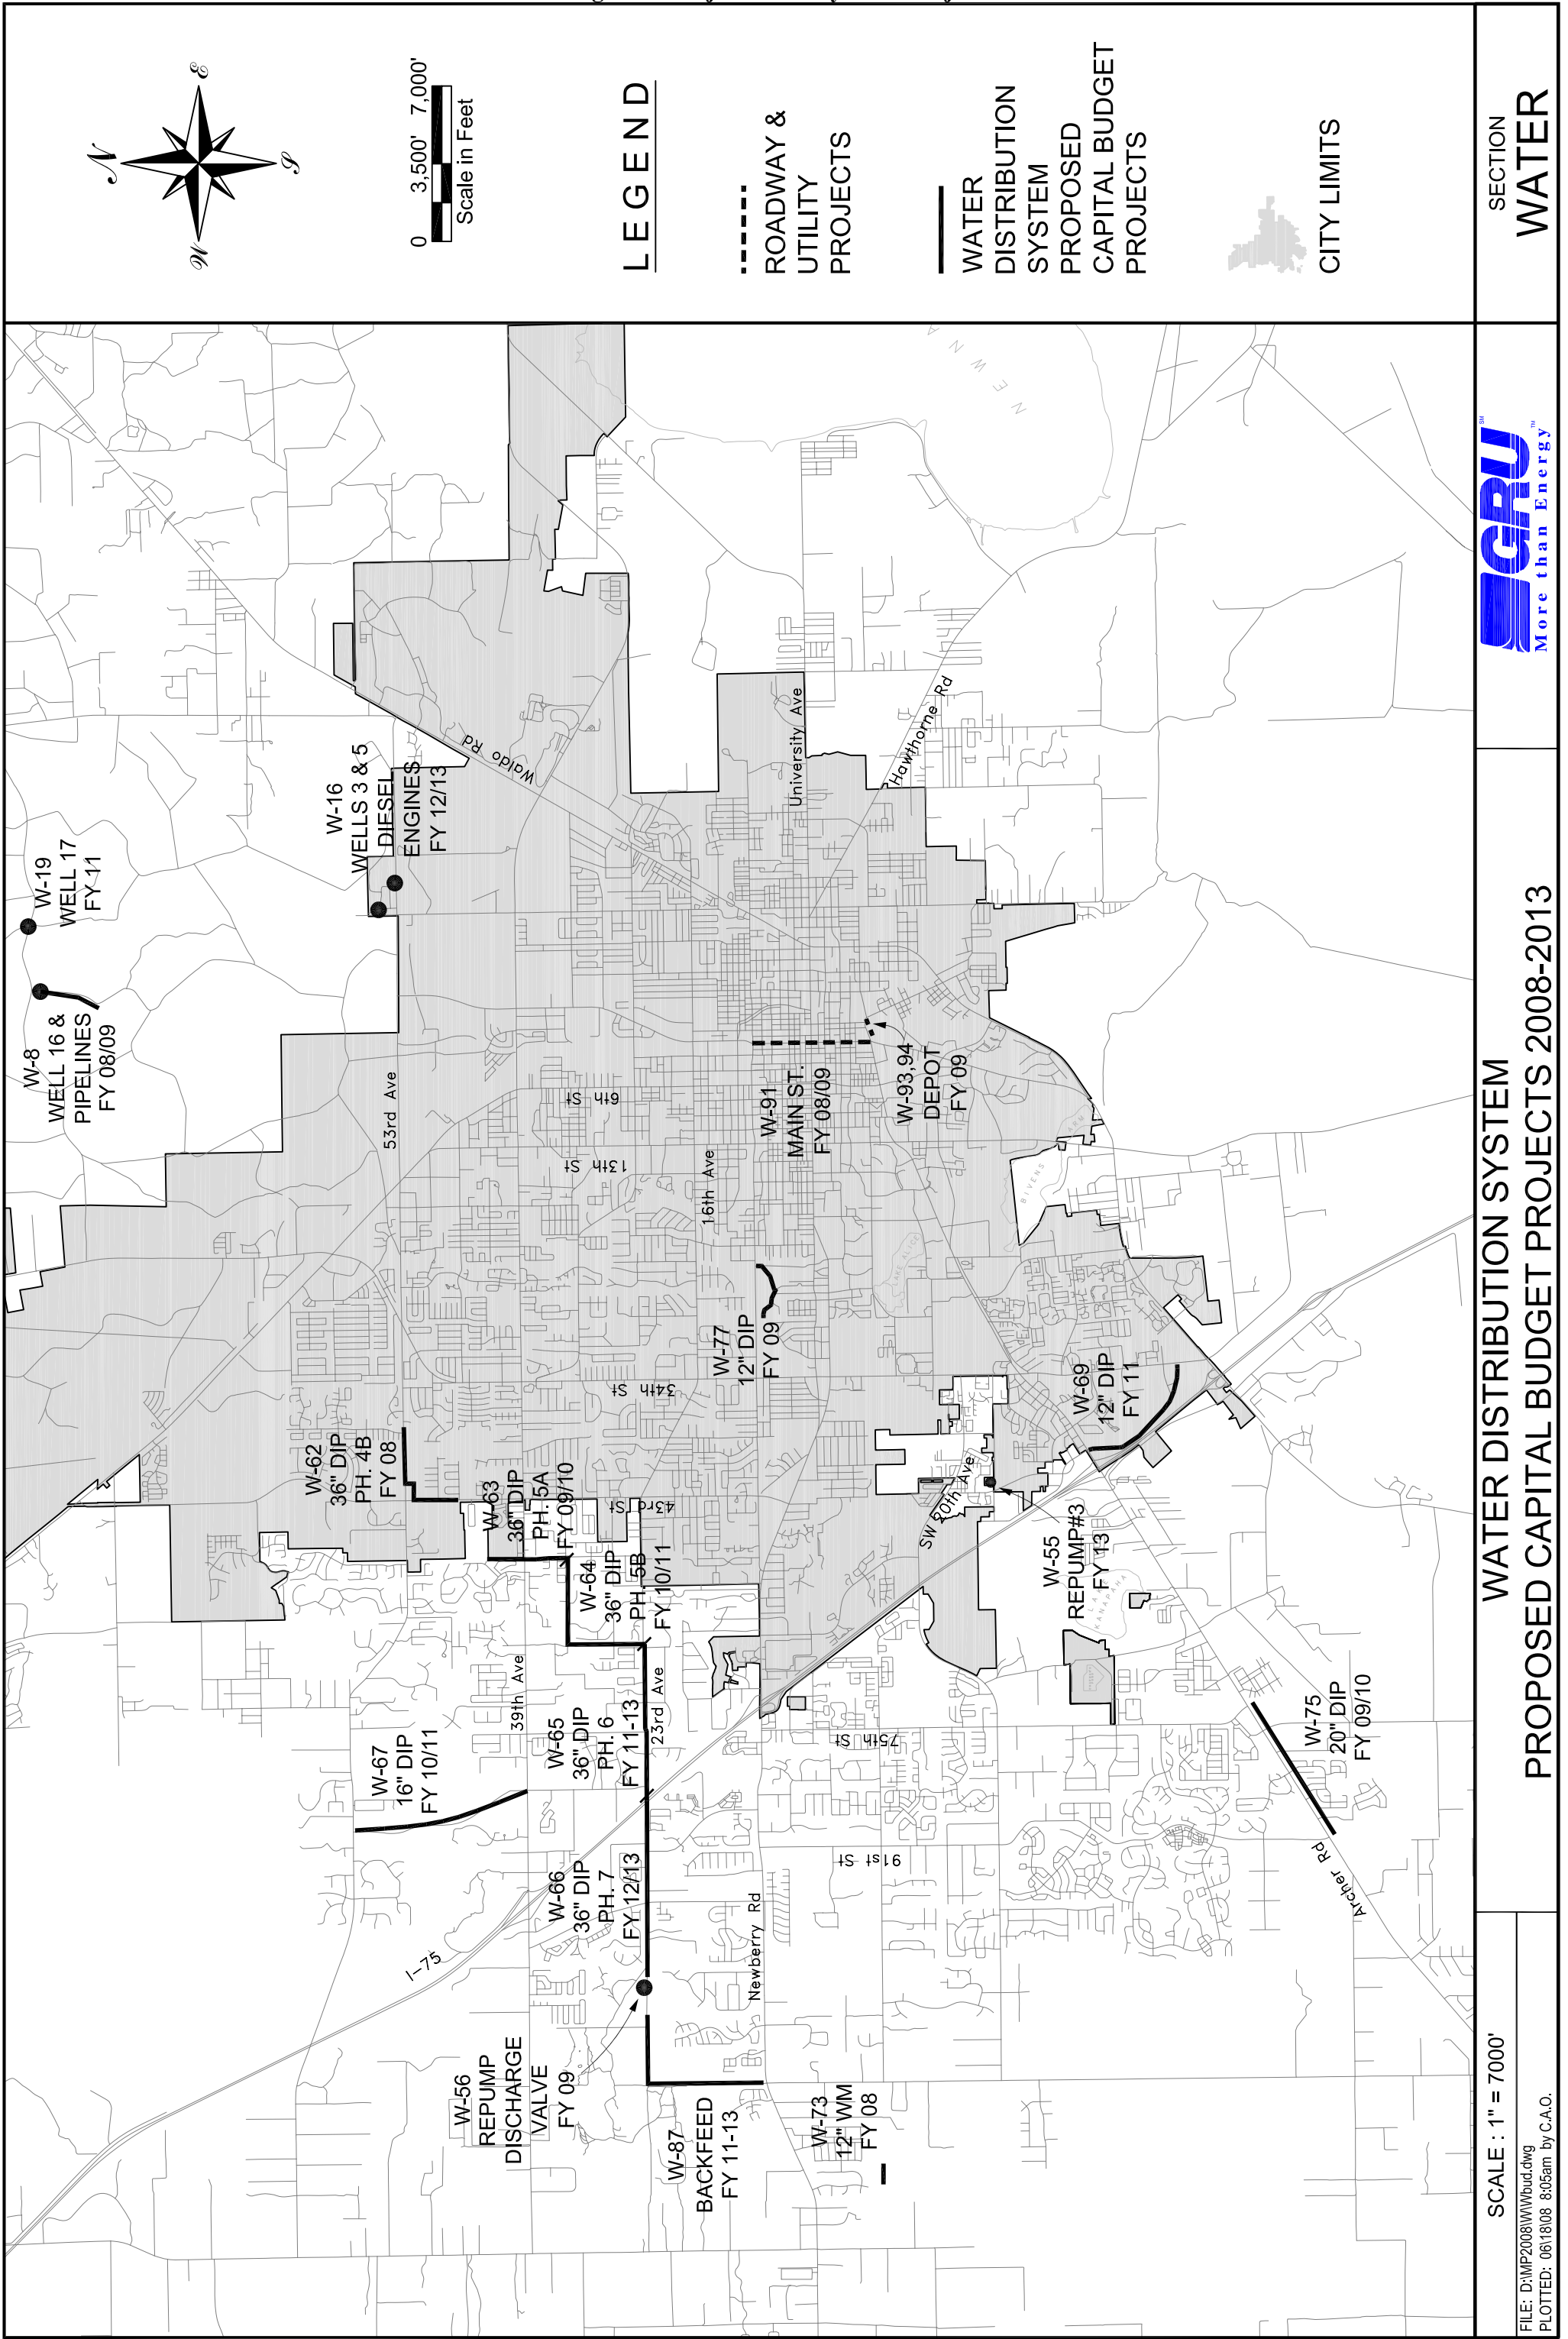 N
E
S
W
0 3,500' 7,000'
Scale in Feet
LEGEND
ROADWAY &
UTILITY
PROJECTS
WATER
DISTRIBUTION
SYSTEM
PROPOSED
CAPITAL BUDGET
PROJECTS
CITY LIMITS
SECTION
WATER
W-8
WELL 16 &
PIPELINES
FY 08/09
W-19
WELL 17
FY 11
W-16
WELLS 3 & 5
DIESEL
ENGINES
FY 12/13
W-62
36" DIP
PH. 4B
FY 08
W-63
36" DIP
PH. 5A
FY 09/10
W-64
36" DIP
PH. 5B
FY 10/11
W-65
36" DIP
PH. 6
FY 11-13
W-66
36" DIP
PH. 7
FY 12/13
W-67
16" DIP
FY 10/11
W-56
REPUMP
DISCHARGE
VALVE
FY 09
W-87
BACKFEED
FY 11-13
W-73
12" WM
FY 08
W-77
12" DIP
FY 09
W-91
MAIN ST.
FY 08/09
W-93,94
DEPOT
FY 09
W-69
12" DIP
FY 11
W-55
REPUMP#3
FY 13
W-75
20" DIP
FY 09/10
53rd Ave
39th Ave
23rd Ave
16th Ave
6th St
13th St
34th St
43rd St
75th St
91st St
I-75
Newberry Rd
University Ave
Waldo Rd
Hawthorne Rd
SW 20th Ave
Archer Rd
LAKE ALICE
BIVENS
KANAPAHA
NEWNA
SCALE : 1" = 7000'
FILE: D:\MP2008\W\Wbud.dwg
PLOTTED: 06\18\08 8:05am by C.A.O.
WATER DISTRIBUTION SYSTEM
PROPOSED CAPITAL BUDGET PROJECTS 2008-2013
GRU SM
More than Energy TM